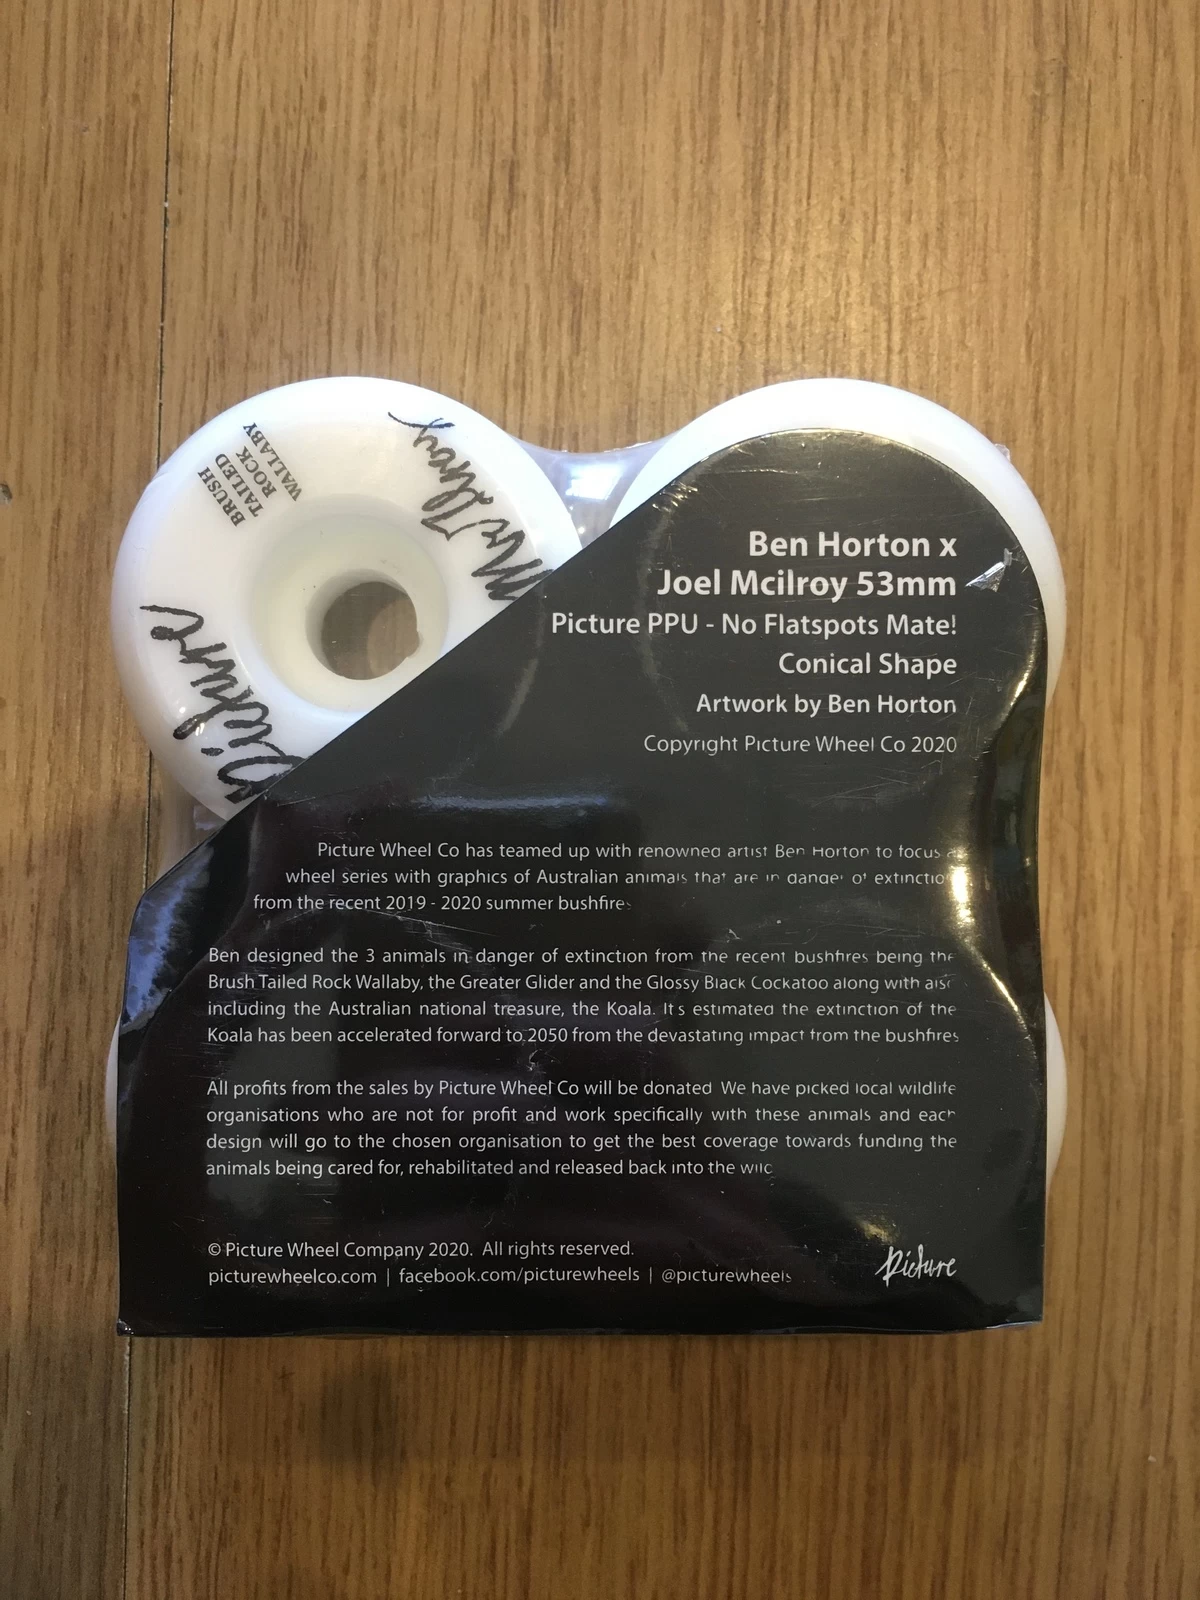 BRUSH
TAILED
ROCK
WALLABY
McIlroy
Picture
Ben Horton x
Joel Mcilroy 53mm
Picture PPU - No Flatspots Mate!
Conical Shape
Artwork by Ben Horton
Copyright Picture Wheel Co 2020
Picture Wheel Co has teamed up with renowned artist Ben Horton to focus a
wheel series with graphics of Australian animals that are in danger of extinction
from the recent 2019 - 2020 summer bushfires
Ben designed the 3 animals in danger of extinction from the recent bushfires being the
Brush Tailed Rock Wallaby, the Greater Glider and the Glossy Black Cockatoo along with also
including the Australian national treasure, the Koala. It's estimated the extinction of the
Koala has been accelerated forward to 2050 from the devastating impact from the bushfires
All profits from the sales by Picture Wheel Co will be donated We have picked local wildlife
organisations who are not for profit and work specifically with these animals and each
design will go to the chosen organisation to get the best coverage towards funding the
animals being cared for, rehabilitated and released back into the wild
© Picture Wheel Company 2020. All rights reserved.
picturewheelco.com | facebook.com/picturewheels | @picturewheels
Picture